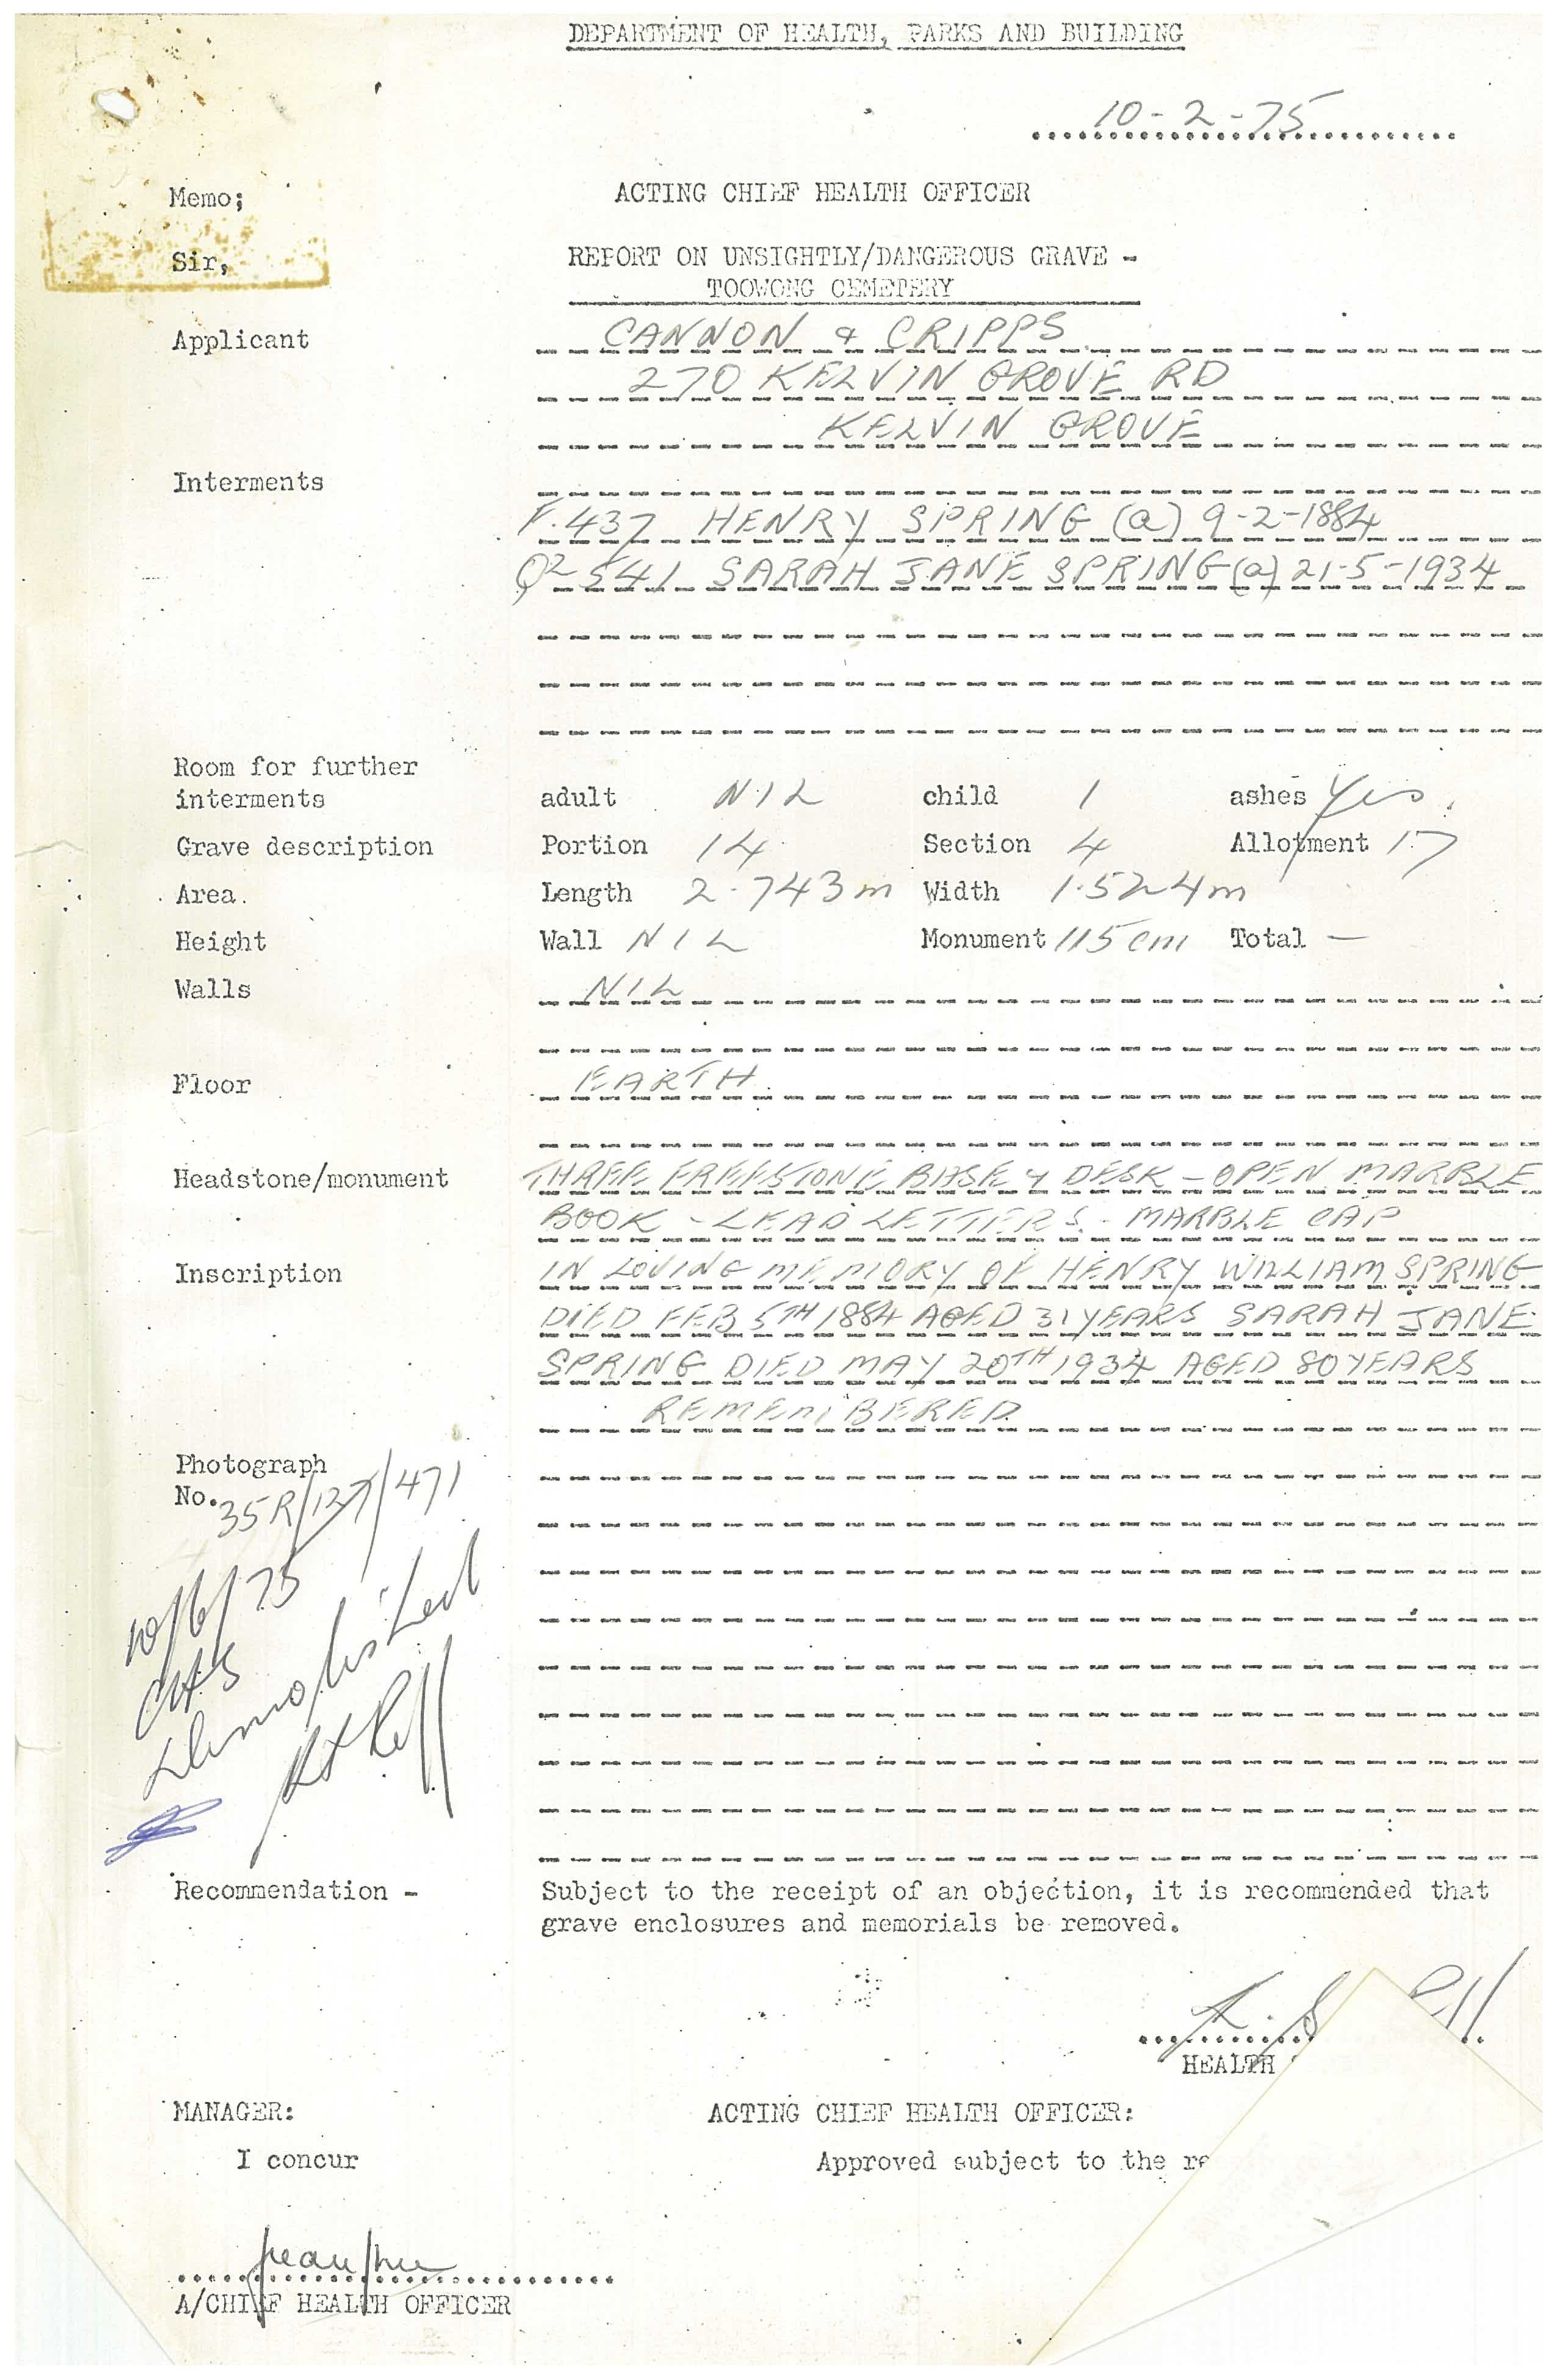 DEPARTMENT OF HEALTH, PARKS AND BUILDING
10-2-75
Memo; ACTING CHIEF HEALTH OFFICER
Sir, REPORT ON UNSIGHTLY/DANGEROUS GRAVE -
TOOWONG CEMETERY
Applicant CANNON & CRIPPS
270 KELVIN GROVE RD
KELVIN GROVE
Interments
F.437 HENRY SPRING (a) 9-2-1884
Q2 541 SARAH JANE SPRING (a) 21-5-1934
Room for further
interments adult NIL child 1 ashes Yes.
Grave description Portion 14 Section 4 Allotment 17
Area. Length 2.743m Width 1.524m
Height Wall NIL Monument 115cm Total —
Walls NIL
Floor EARTH
Headstone/monument THREE FREESTONE BASE & DESK - OPEN MARBLE
BOOK - LEAD LETTERS - MARBLE CAP
Inscription IN LOVING MEMORY OF HENRY WILLIAM SPRING
DIED FEB 5TH 1884 AGED 31 YEARS SARAH JANE
SPRING DIED MAY 20TH 1934 AGED 80 YEARS
REMEMBERED
Photograph
No. 35R/127/471
10/6/75
Demolished
Recommendation - Subject to the receipt of an objection, it is recommended that
grave enclosures and memorials be removed.
HEALTH
MANAGER: ACTING CHIEF HEALTH OFFICER:
I concur Approved subject to the re
A/CHIEF HEALTH OFFICER